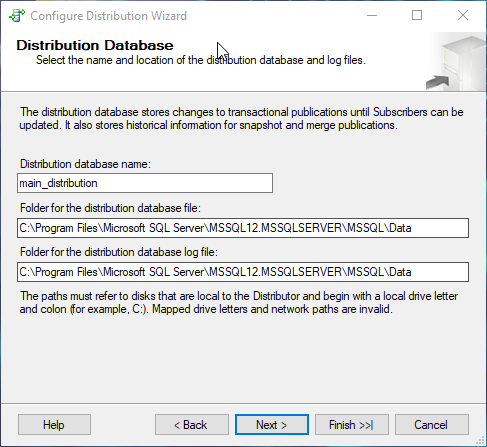 Configure Distribution Wizard
Distribution Database
Select the name and location of the distribution database and log files.
The distribution database stores changes to transactional publications until Subscribers can be
updated. It also stores historical information for snapshot and merge publications.
Distribution database name:
main_distribution
Folder for the distribution database file:
C:\Program Files\Microsoft SQL Server\MSSQL12.MSSQLSERVER\MSSQL\Data
Folder for the distribution database log file:
C:\Program Files\Microsoft SQL Server\MSSQL12.MSSQLSERVER\MSSQL\Data
The paths must refer to disks that are local to the Distributor and begin with a local drive letter
and colon (for example, C:). Mapped drive letters and network paths are invalid.
Help
< Back
Next >
Finish >>|
Cancel